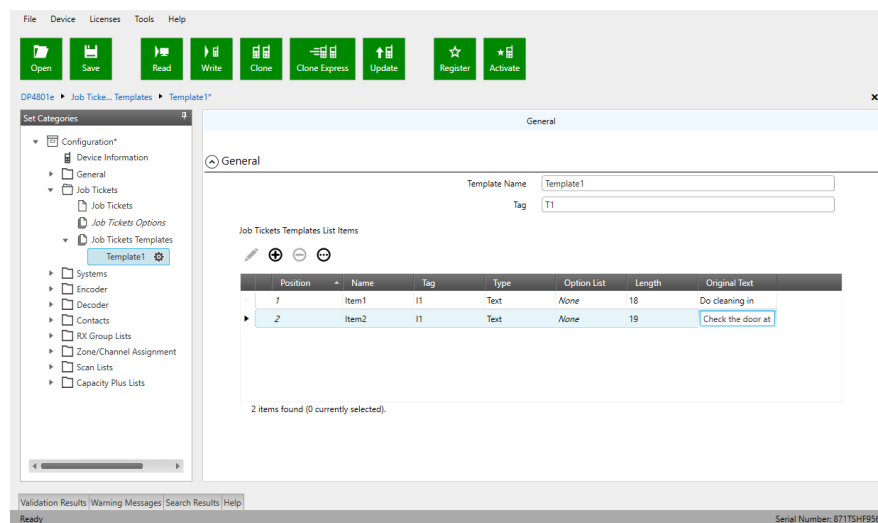 File Device Licenses Tools Help
Open Save Read Write Clone Clone Express Update Register Activate
DP4801e Job Ticke... Templates Template1*
Set Categories
General
Configuration*
Device Information
General
Job Tickets
Job Tickets
Job Tickets Options
Job Tickets Templates
Template1
Systems
Encoder
Decoder
Contacts
RX Group Lists
Zone/Channel Assignment
Scan Lists
Capacity Plus Lists
General
Template Name Template1
Tag T1
Job Tickets Templates List Items
Position Name Tag Type Option List Length Original Text
1 Item1 I1 Text None 18 Do cleaning in
2 Item2 I1 Text None 19 Check the door at
2 items found (0 currently selected).
Validation Results Warning Messages Search Results Help
Ready Serial Number: 871TSHF956